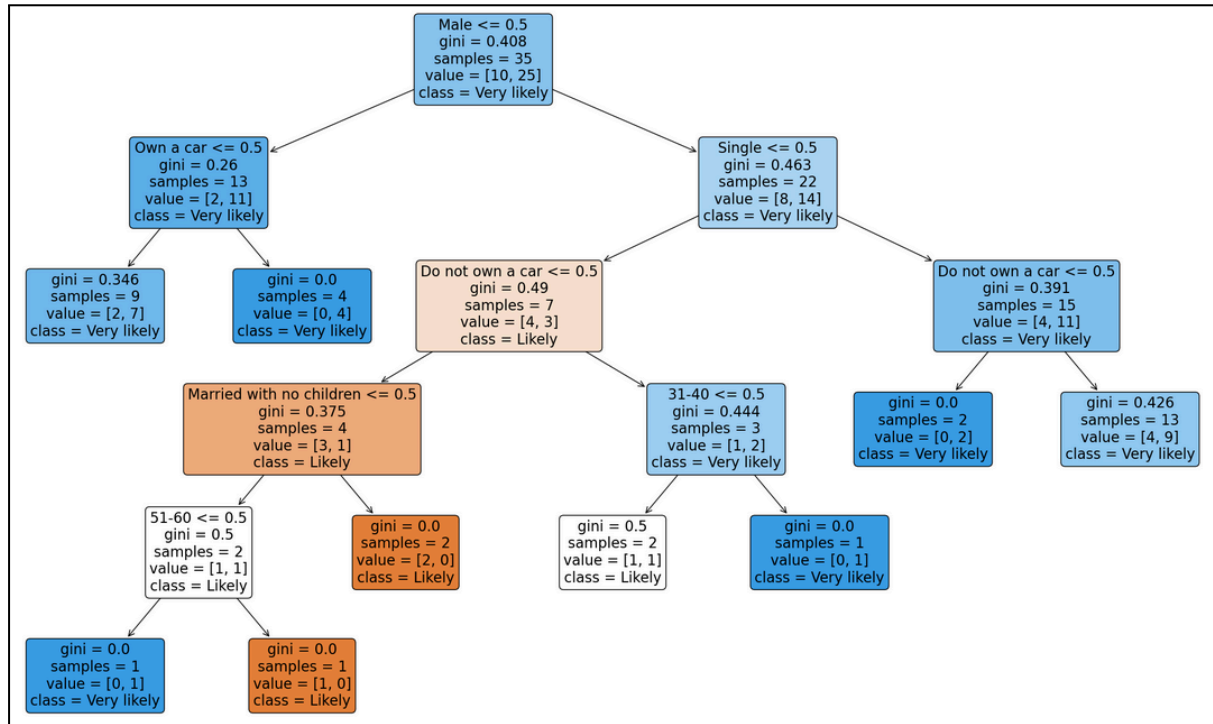 Male <= 0.5
gini = 0.408
samples = 35
value = [10, 25]
class = Very likely
Own a car <= 0.5
gini = 0.26
samples = 13
value = [2, 11]
class = Very likely
Single <= 0.5
gini = 0.463
samples = 22
value = [8, 14]
class = Very likely
gini = 0.346
samples = 9
value = [2, 7]
class = Very likely
gini = 0.0
samples = 4
value = [0, 4]
class = Very likely
Do not own a car <= 0.5
gini = 0.49
samples = 7
value = [4, 3]
class = Likely
Do not own a car <= 0.5
gini = 0.391
samples = 15
value = [4, 11]
class = Very likely
Married with no children <= 0.5
gini = 0.375
samples = 4
value = [3, 1]
class = Likely
31-40 <= 0.5
gini = 0.444
samples = 3
value = [1, 2]
class = Very likely
gini = 0.0
samples = 2
value = [0, 2]
class = Very likely
gini = 0.426
samples = 13
value = [4, 9]
class = Very likely
51-60 <= 0.5
gini = 0.5
samples = 2
value = [1, 1]
class = Likely
gini = 0.0
samples = 2
value = [2, 0]
class = Likely
gini = 0.5
samples = 2
value = [1, 1]
class = Likely
gini = 0.0
samples = 1
value = [0, 1]
class = Very likely
gini = 0.0
samples = 1
value = [0, 1]
class = Very likely
gini = 0.0
samples = 1
value = [1, 0]
class = Likely